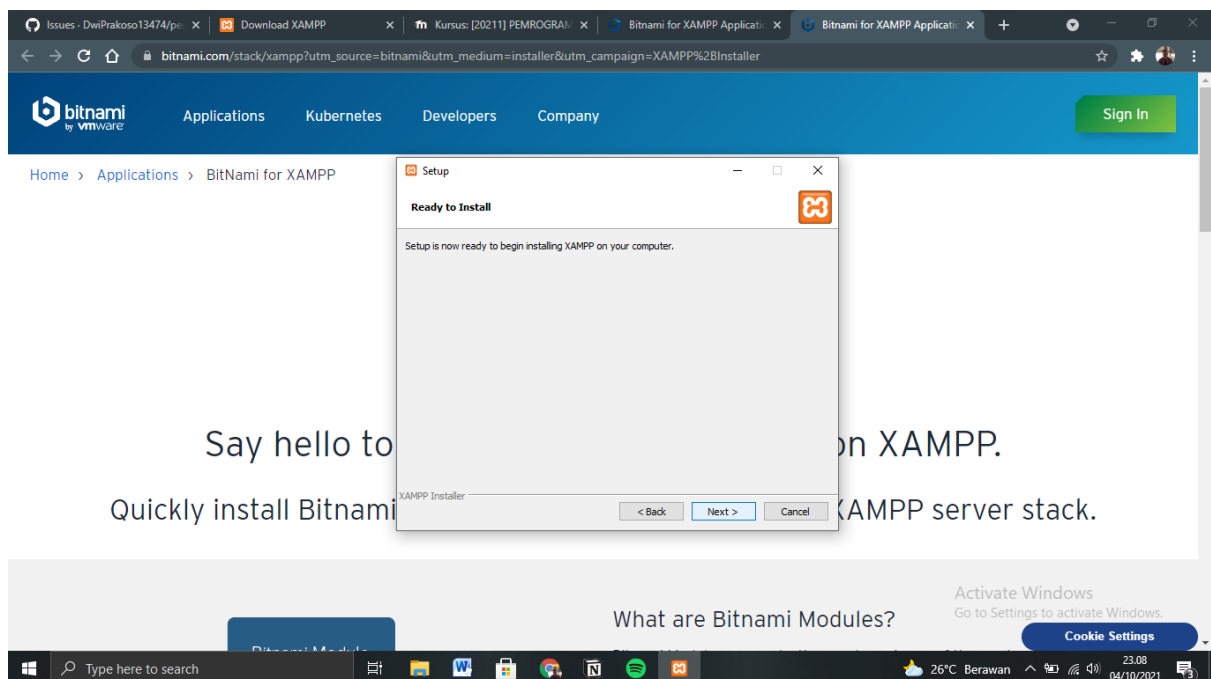 Issues · DwiPrakoso13474/pe
Download XAMPP
Kursus: [20211] PEMROGRAM
Bitnami for XAMPP Applicatic
Bitnami for XAMPP Applicatic
bitnami.com/stack/xampp?utm_source=bitnami&utm_medium=installer&utm_campaign=XAMPP%2BInstaller
bitnami
by vmware
Applications
Kubernetes
Developers
Company
Sign In
Home > Applications > BitNami for XAMPP
Setup
Ready to Install
Setup is now ready to begin installing XAMPP on your computer.
XAMPP Installer
< Back
Next >
Cancel
Say hello to
on XAMPP.
Quickly install Bitnami
XAMPP server stack.
What are Bitnami Modules?
Activate Windows
Go to Settings to activate Windows.
Cookie Settings
Type here to search
26°C Berawan
23.08
04/10/2021
3